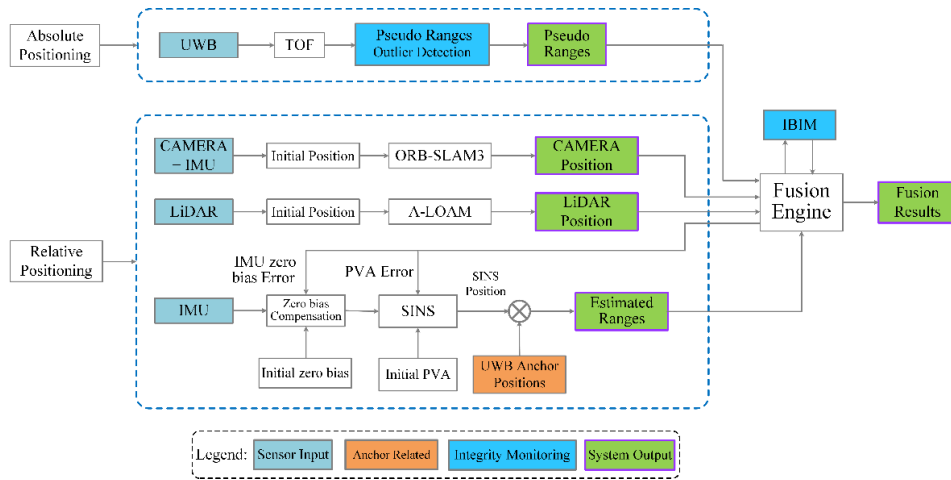 Absolute
Positioning
UWB
TOF
Pseudo Ranges
Outlier Detection
Pseudo
Ranges
IBIM
CAMERA
– IMU
Initial Position
ORB-SLAM3
CAMERA
Position
Fusion
Engine
Fusion
Results
LiDAR
Initial Position
A-LOAM
LiDAR
Position
Relative
Positioning
IMU zero
bias Error
PVA Error
SINS
Position
IMU
Zero bias
Compensation
SINS
Estimated
Ranges
Initial zero bias
Initial PVA
UWB Anchor
Positions
Legend:
Sensor Input
Anchor Related
Integrity Monitoring
System Output